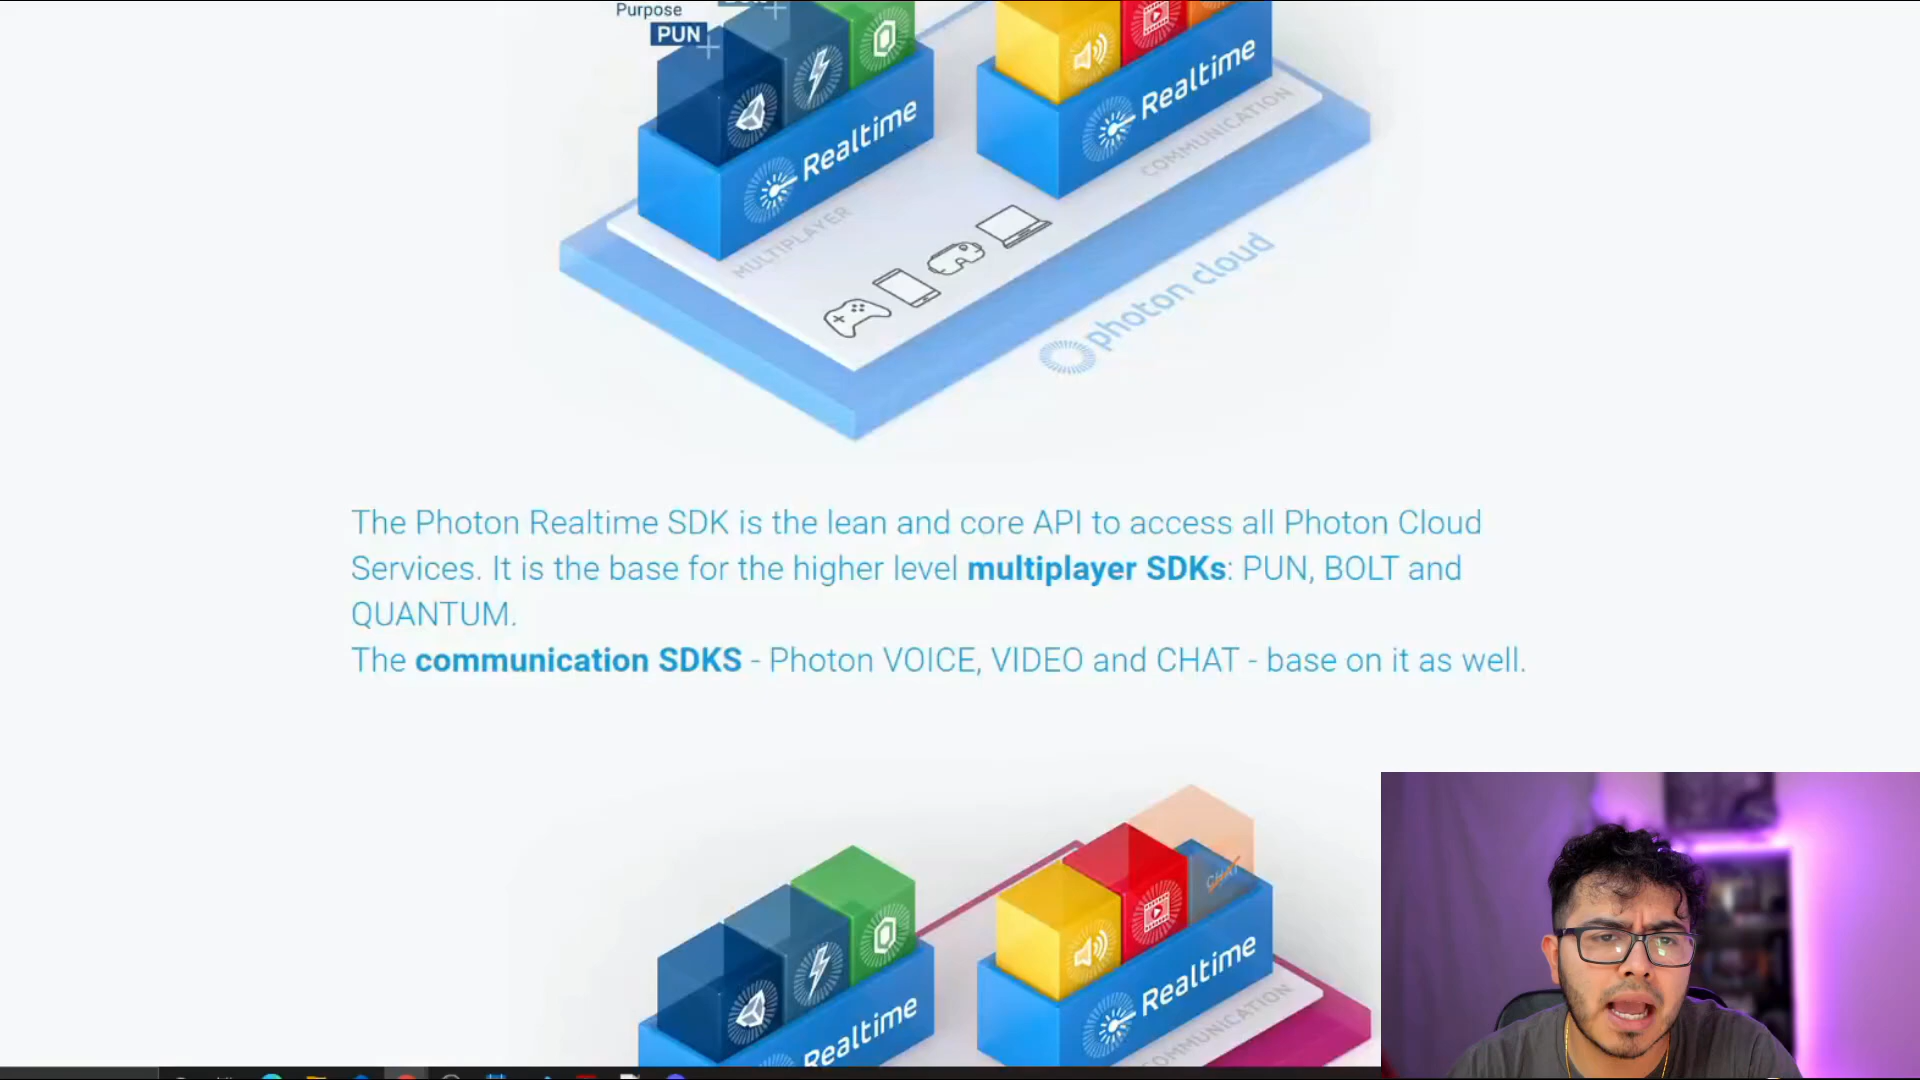 Purpose
PUN
Realtime
Realtime
MULTIPLAYER
COMMUNICATION
photon cloud
The Photon Realtime SDK is the lean and core API to access all Photon Cloud
Services. It is the base for the higher level multiplayer SDKs: PUN, BOLT and
QUANTUM.
The communication SDKS - Photon VOICE, VIDEO and CHAT - base on it as well.
CHAT
Realtime
Realtime
COMMUNICATION